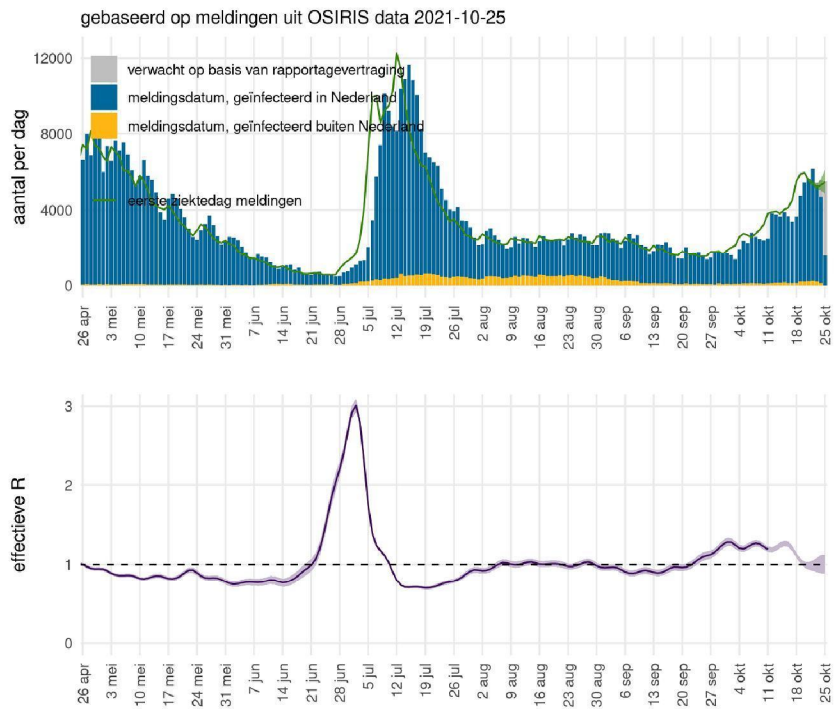 gebaseerd op meldingen uit OSIRIS data 2021-10-25
aantal per dag
12000
8000
4000
0
verwacht op basis van rapportagevertraging
meldingsdatum, geïnfecteerd in Nederland
meldingsdatum, geïnfecteerd buiten Nederland
eerste ziektedag meldingen
26 apr
3 mei
10 mei
17 mei
24 mei
31 mei
7 jun
14 jun
21 jun
28 jun
5 jul
12 jul
19 jul
26 jul
2 aug
9 aug
16 aug
23 aug
30 aug
6 sep
13 sep
20 sep
27 sep
4 okt
11 okt
18 okt
25 okt
effectieve R
3
2
1
0
26 apr
3 mei
10 mei
17 mei
24 mei
31 mei
7 jun
14 jun
21 jun
28 jun
5 jul
12 jul
19 jul
26 jul
2 aug
9 aug
16 aug
23 aug
30 aug
6 sep
13 sep
20 sep
27 sep
4 okt
11 okt
18 okt
25 okt